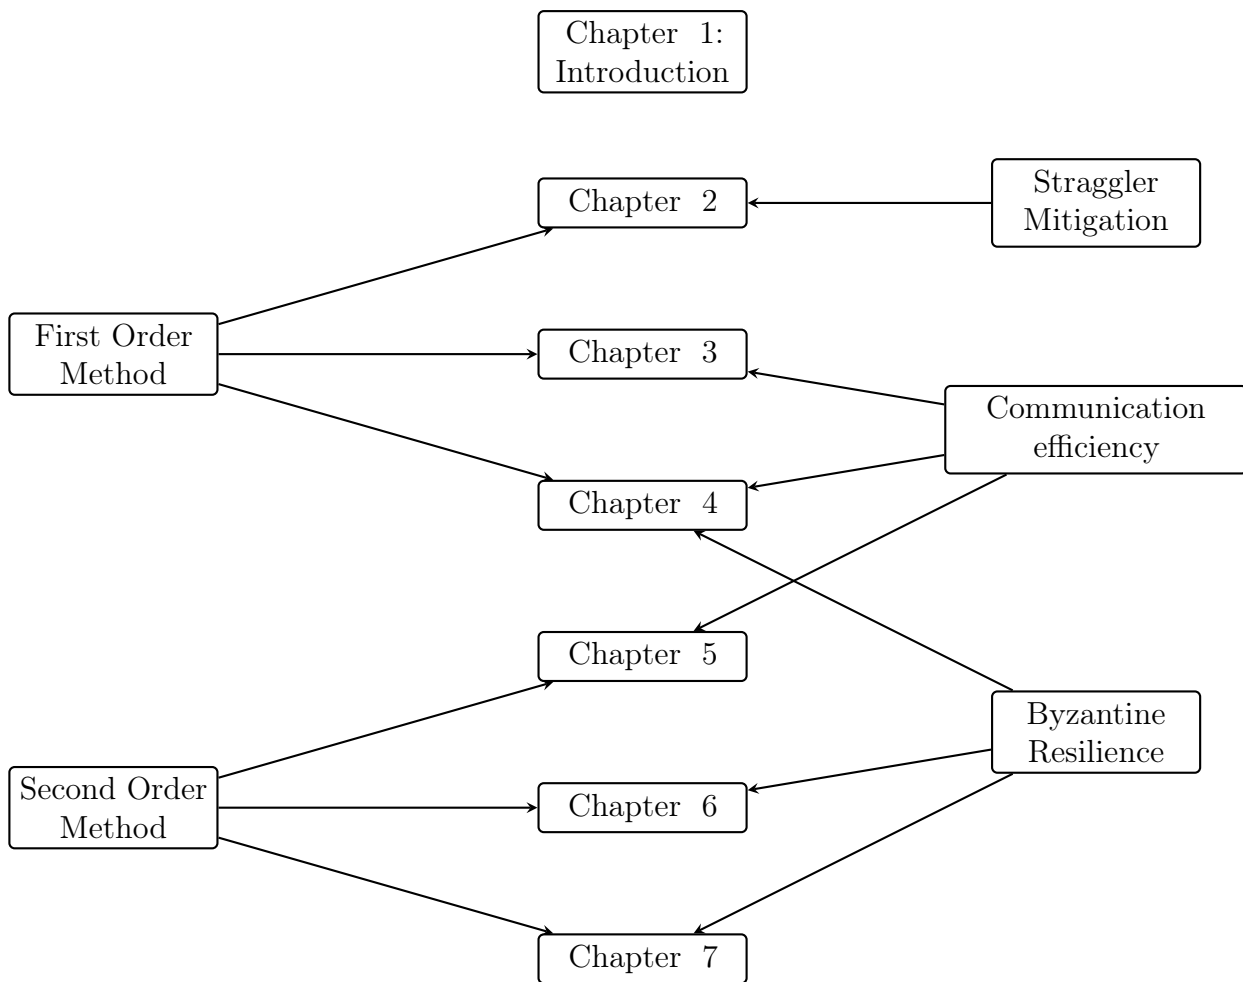 Chapter 1:
Introduction
Chapter 2
Straggler
Mitigation
First Order
Method
Chapter 3
Communication
efficiency
Chapter 4
Chapter 5
Byzantine
Resilience
Second Order
Method
Chapter 6
Chapter 7